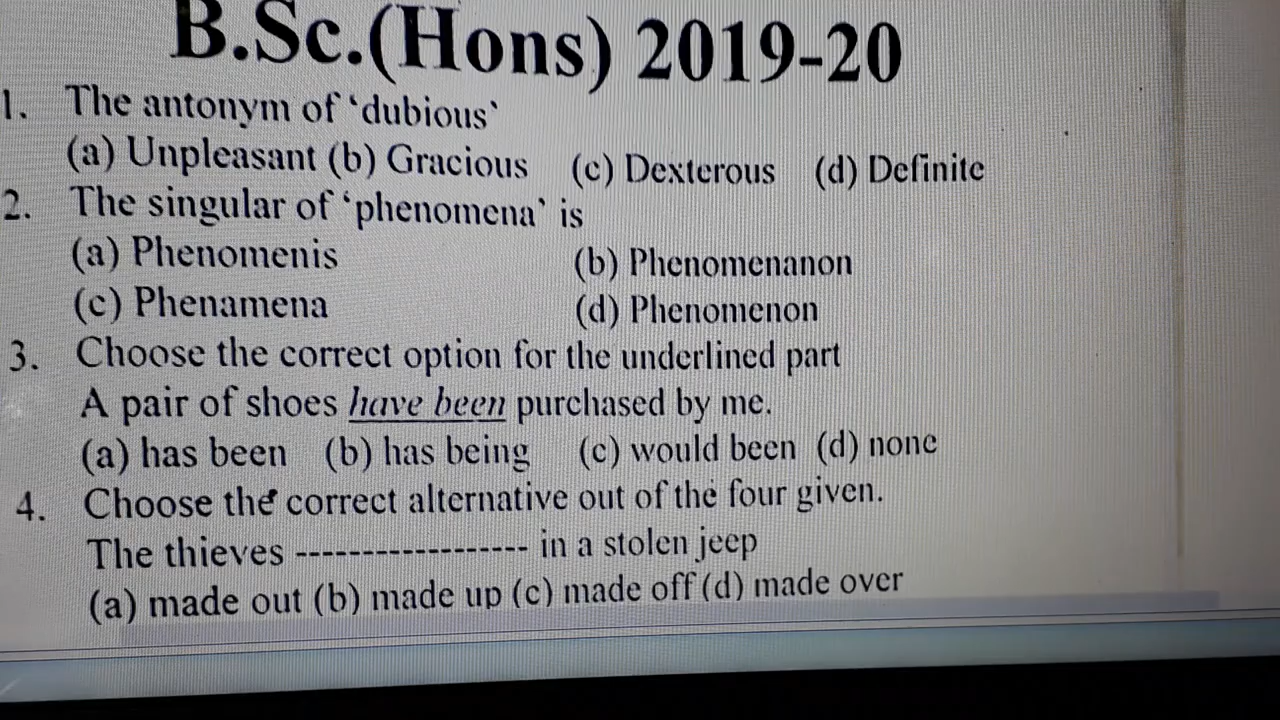 B.Sc.(Hons) 2019-20
1. The antonym of ‘dubious‵
(a) Unpleasant (b) Gracious (c) Dexterous (d) Definite
2. The singular of ‘phenomena‵ is
(a) Phenomenis (b) Phenomenanon
(c) Phenamena (d) Phenomenon
3. Choose the correct option for the underlined part
A pair of shoes have been purchased by me.
(a) has been (b) has being (c) would been (d) none
4. Choose the correct alternative out of the four given.
The thieves ------------------ in a stolen jeep
(a) made out (b) made up (c) made off (d) made over